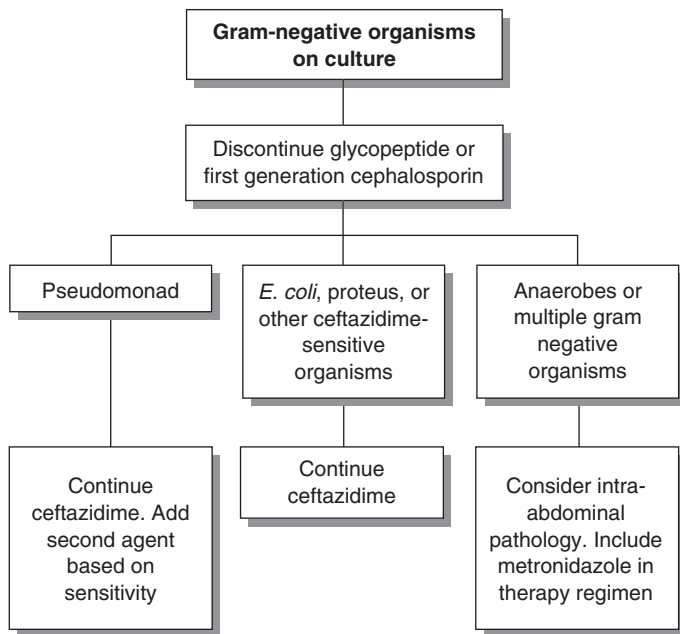 Gram-negative organisms
on culture
Discontinue glycopeptide or
first generation cephalosporin
Pseudomonad
E. coli, proteus, or
other ceftazidime-
sensitive
organisms
Anaerobes or
multiple gram
negative
organisms
Continue
ceftazidime. Add
second agent
based on
sensitivity
Continue
ceftazidime
Consider intra-
abdominal
pathology. Include
metronidazole in
therapy regimen